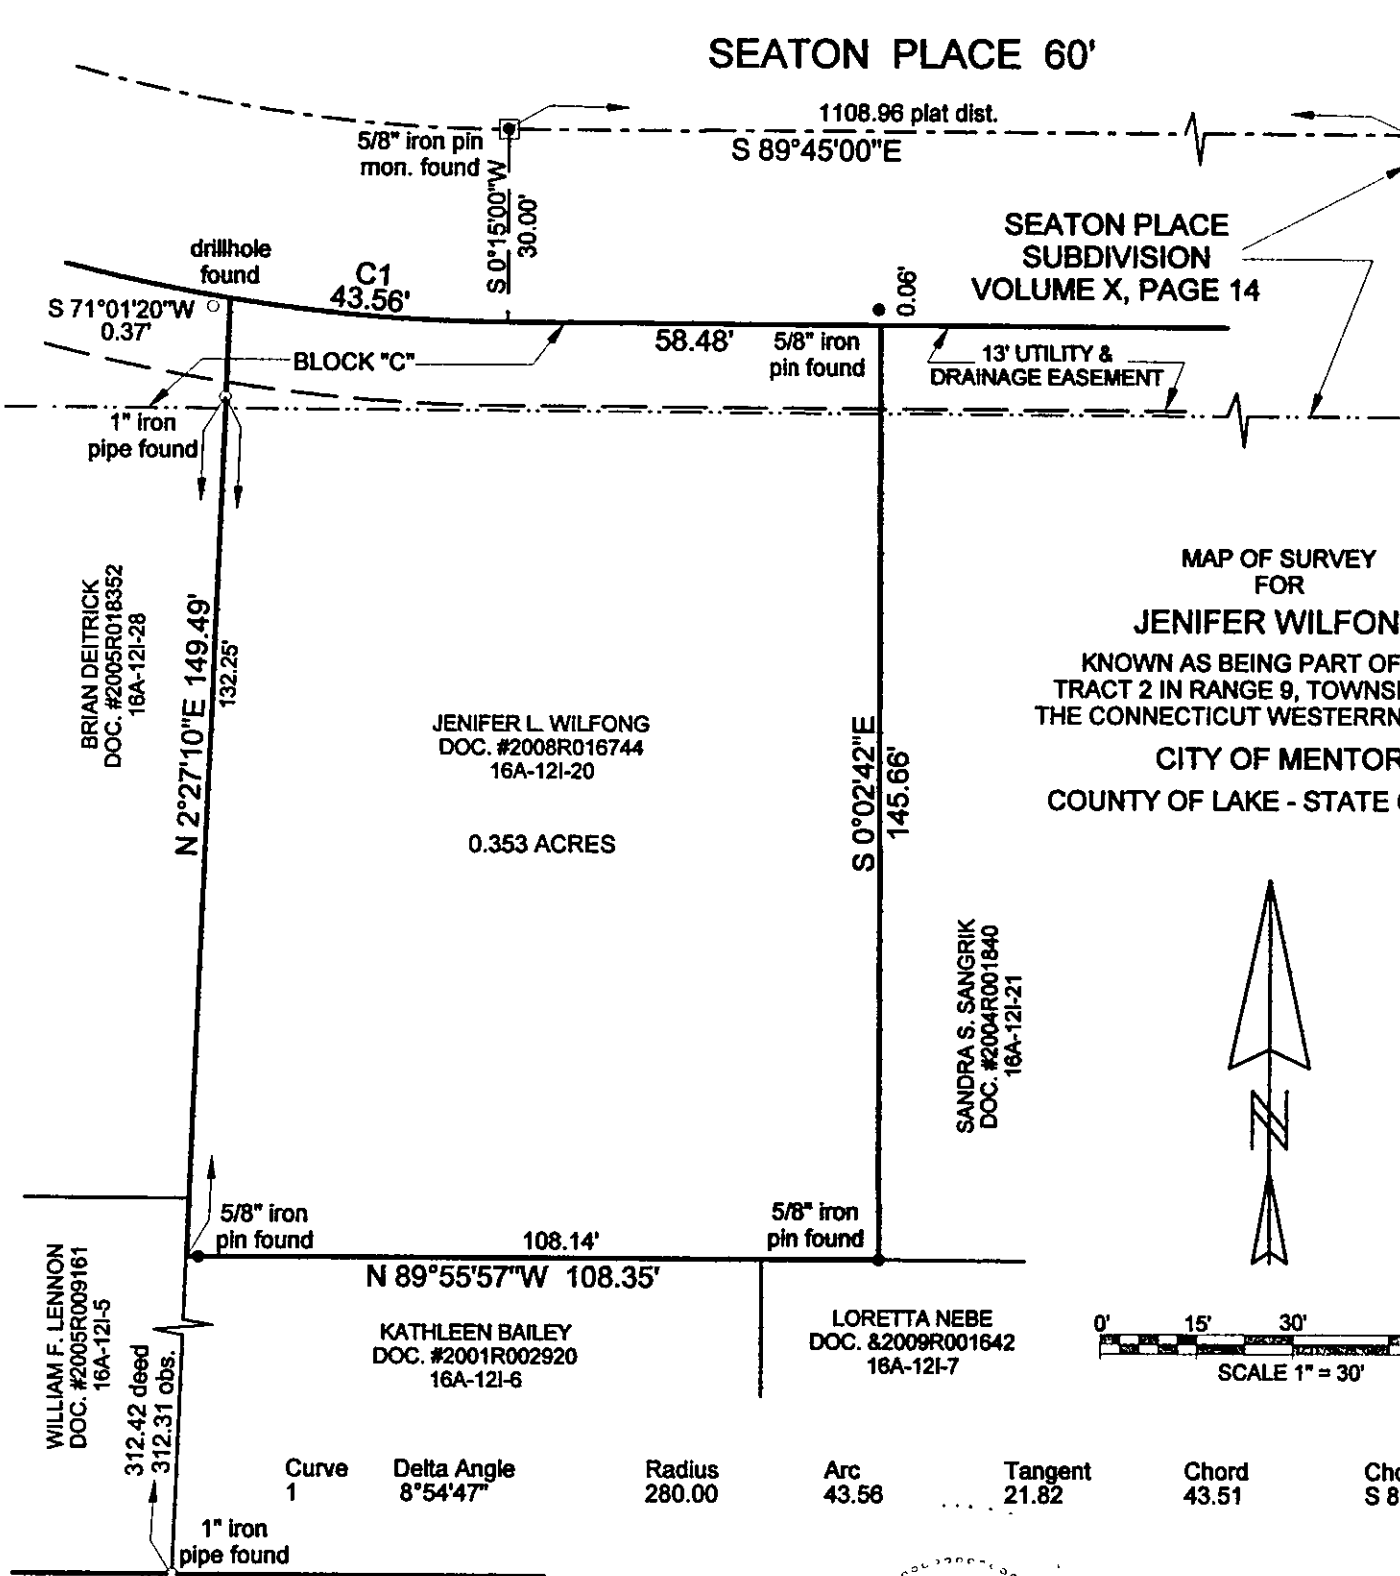 SEATON PLACE 60'
1108.96 plat dist.
S 89°45'00"E
5/8" iron pin
mon. found
S 0°15'00"W
30.00'
SEATON PLACE
SUBDIVISION
VOLUME X, PAGE 14
drillhole
found
C1
43.56'
S 71°01'20"W
0.37'
0.06'
58.48'
5/8" iron
pin found
BLOCK "C"
13' UTILITY &
DRAINAGE EASEMENT
1" iron
pipe found
BRIAN DEITRICK
DOC. #2005R018352
16A-12I-28
N 2°27'10"E 149.49'
132.25'
JENIFER L. WILFONG
DOC. #2008R016744
16A-12I-20
0.353 ACRES
S 0°02'42"E
145.66'
MAP OF SURVEY
FOR
JENIFER WILFON
KNOWN AS BEING PART OF
TRACT 2 IN RANGE 9, TOWNS
THE CONNECTICUT WESTERRN
CITY OF MENTOR
COUNTY OF LAKE - STATE
SANDRA S. SANGRIK
DOC. #2004R001840
16A-12I-21
N
5/8" iron
pin found
5/8" iron
pin found
108.14'
N 89°55'57"W 108.35'
WILLIAM F. LENNON
DOC. #2005R009161
16A-12I-5
312.42 deed
312.31 obs.
KATHLEEN BAILEY
DOC. #2001R002920
16A-12I-6
LORETTA NEBE
DOC. &2009R001642
16A-12I-7
0' 15' 30'
SCALE 1" = 30'
Curve Delta Angle Radius Arc Tangent Chord Cho
1 8°54'47" 280.00 43.56 21.82 43.51 S 8
1" iron
pipe found